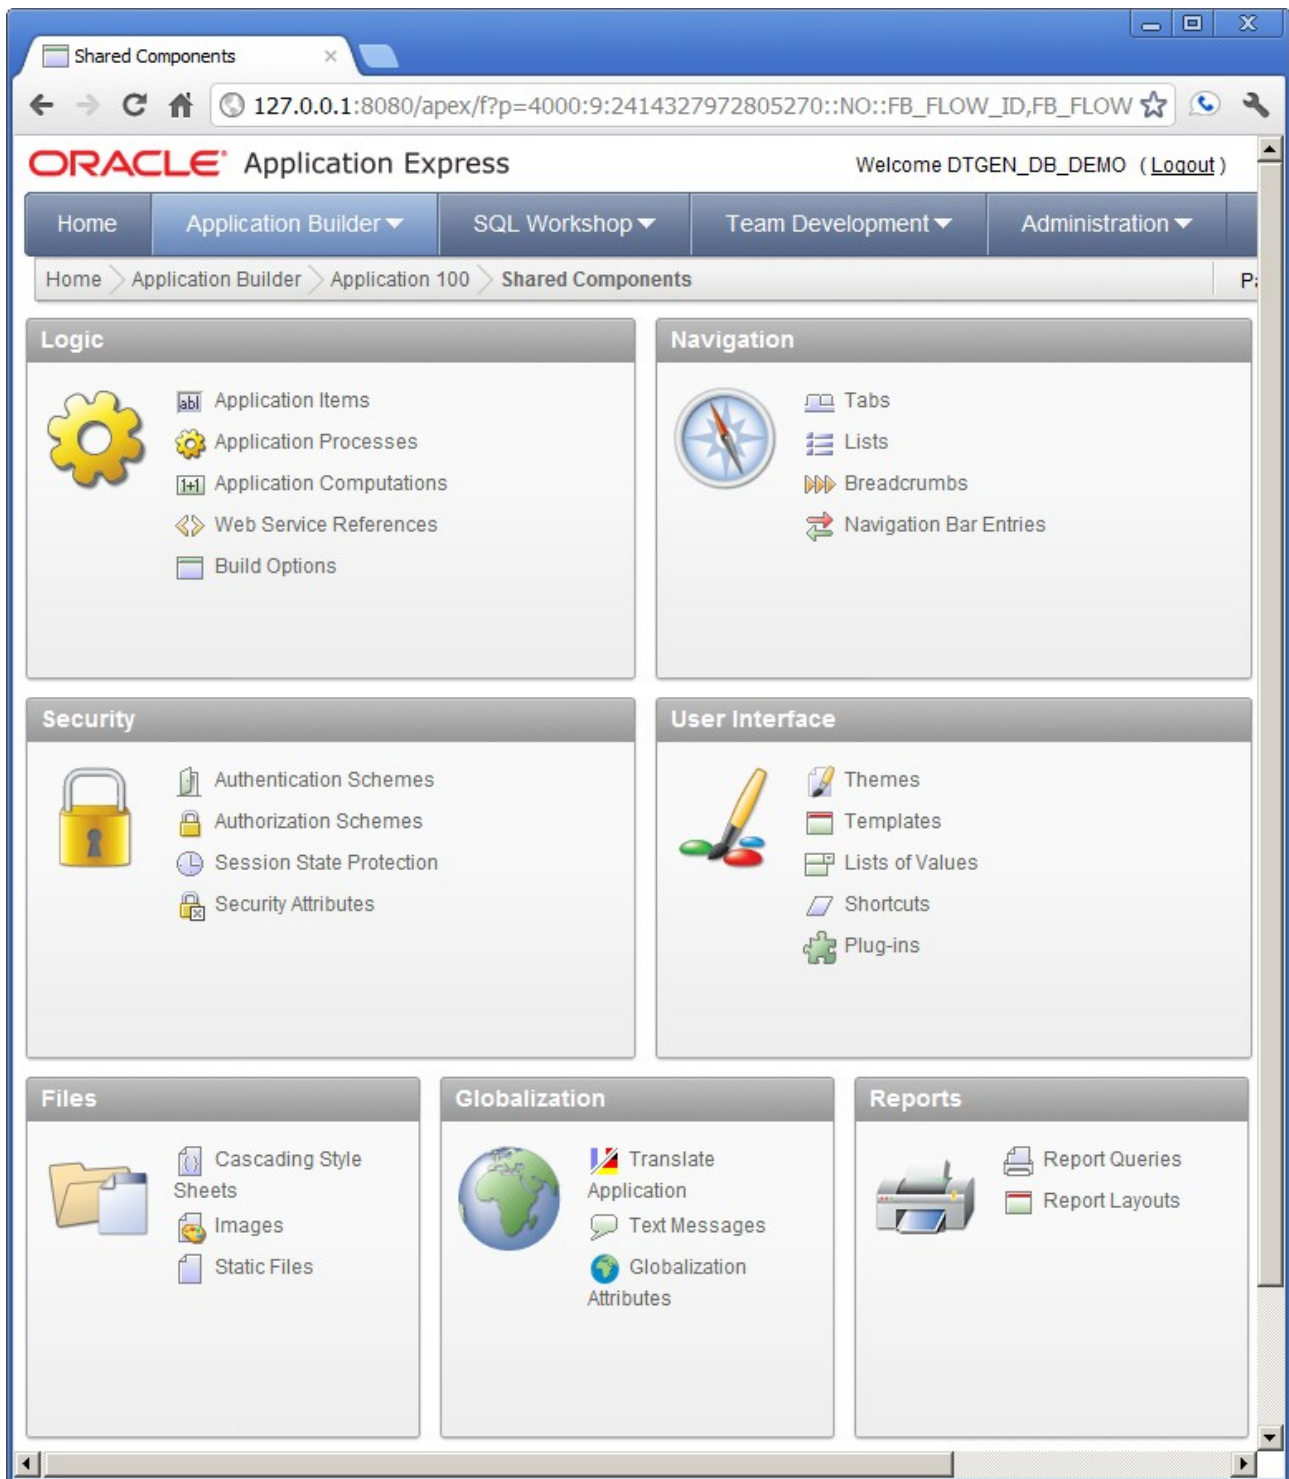 Shared Components
127.0.0.1:8080/apex/f?p=4000:9:2414327972805270::NO::FB_FLOW_ID,FB_FLOW
ORACLE Application Express
Welcome DTGEN_DB_DEMO ( Logout )
Home Application Builder SQL Workshop Team Development Administration
Home Application Builder Application 100 Shared Components
Logic
Application Items
Application Processes
1+1 Application Computations
Web Service References
Build Options
Navigation
Tabs
Lists
Breadcrumbs
Navigation Bar Entries
Security
Authentication Schemes
Authorization Schemes
Session State Protection
Security Attributes
User Interface
Themes
Templates
Lists of Values
Shortcuts
Plug-ins
Files
Cascading Style
Sheets
Images
Static Files
Globalization
Translate
Application
Text Messages
Globalization
Attributes
Reports
Report Queries
Report Layouts